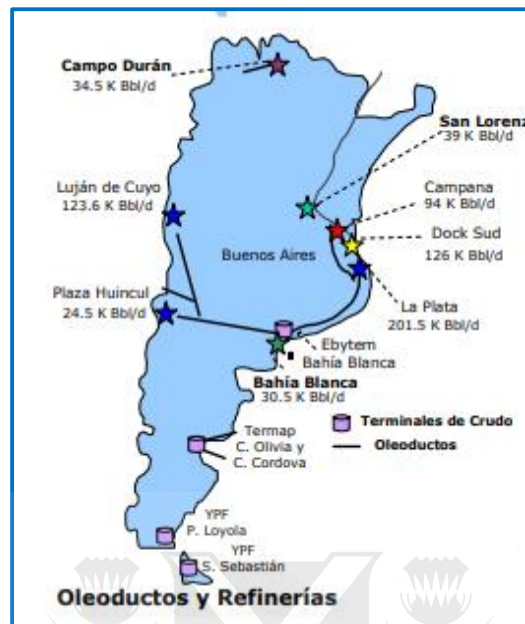 Campo Durán
34.5 K Bbl/d
San Lorenz
39 K Bbl/d
Luján de Cuyo
123.6 K Bbl/d
Campana
94 K Bbl/d
Dock Sud
126 K Bbl/d
Buenos Aires
Plaza Huincul
24.5 K Bbl/d
La Plata
201.5 K Bbl/d
Ebytem
Bahía Blanca
Bahía Blanca
30.5 K Bbl/d
Terminales de Crudo
Oleoductos
Termap
C. Olivia y
C. Cordova
YPF
P. Loyola
YPF
S. Sebastián
Oleoductos y Refinerías